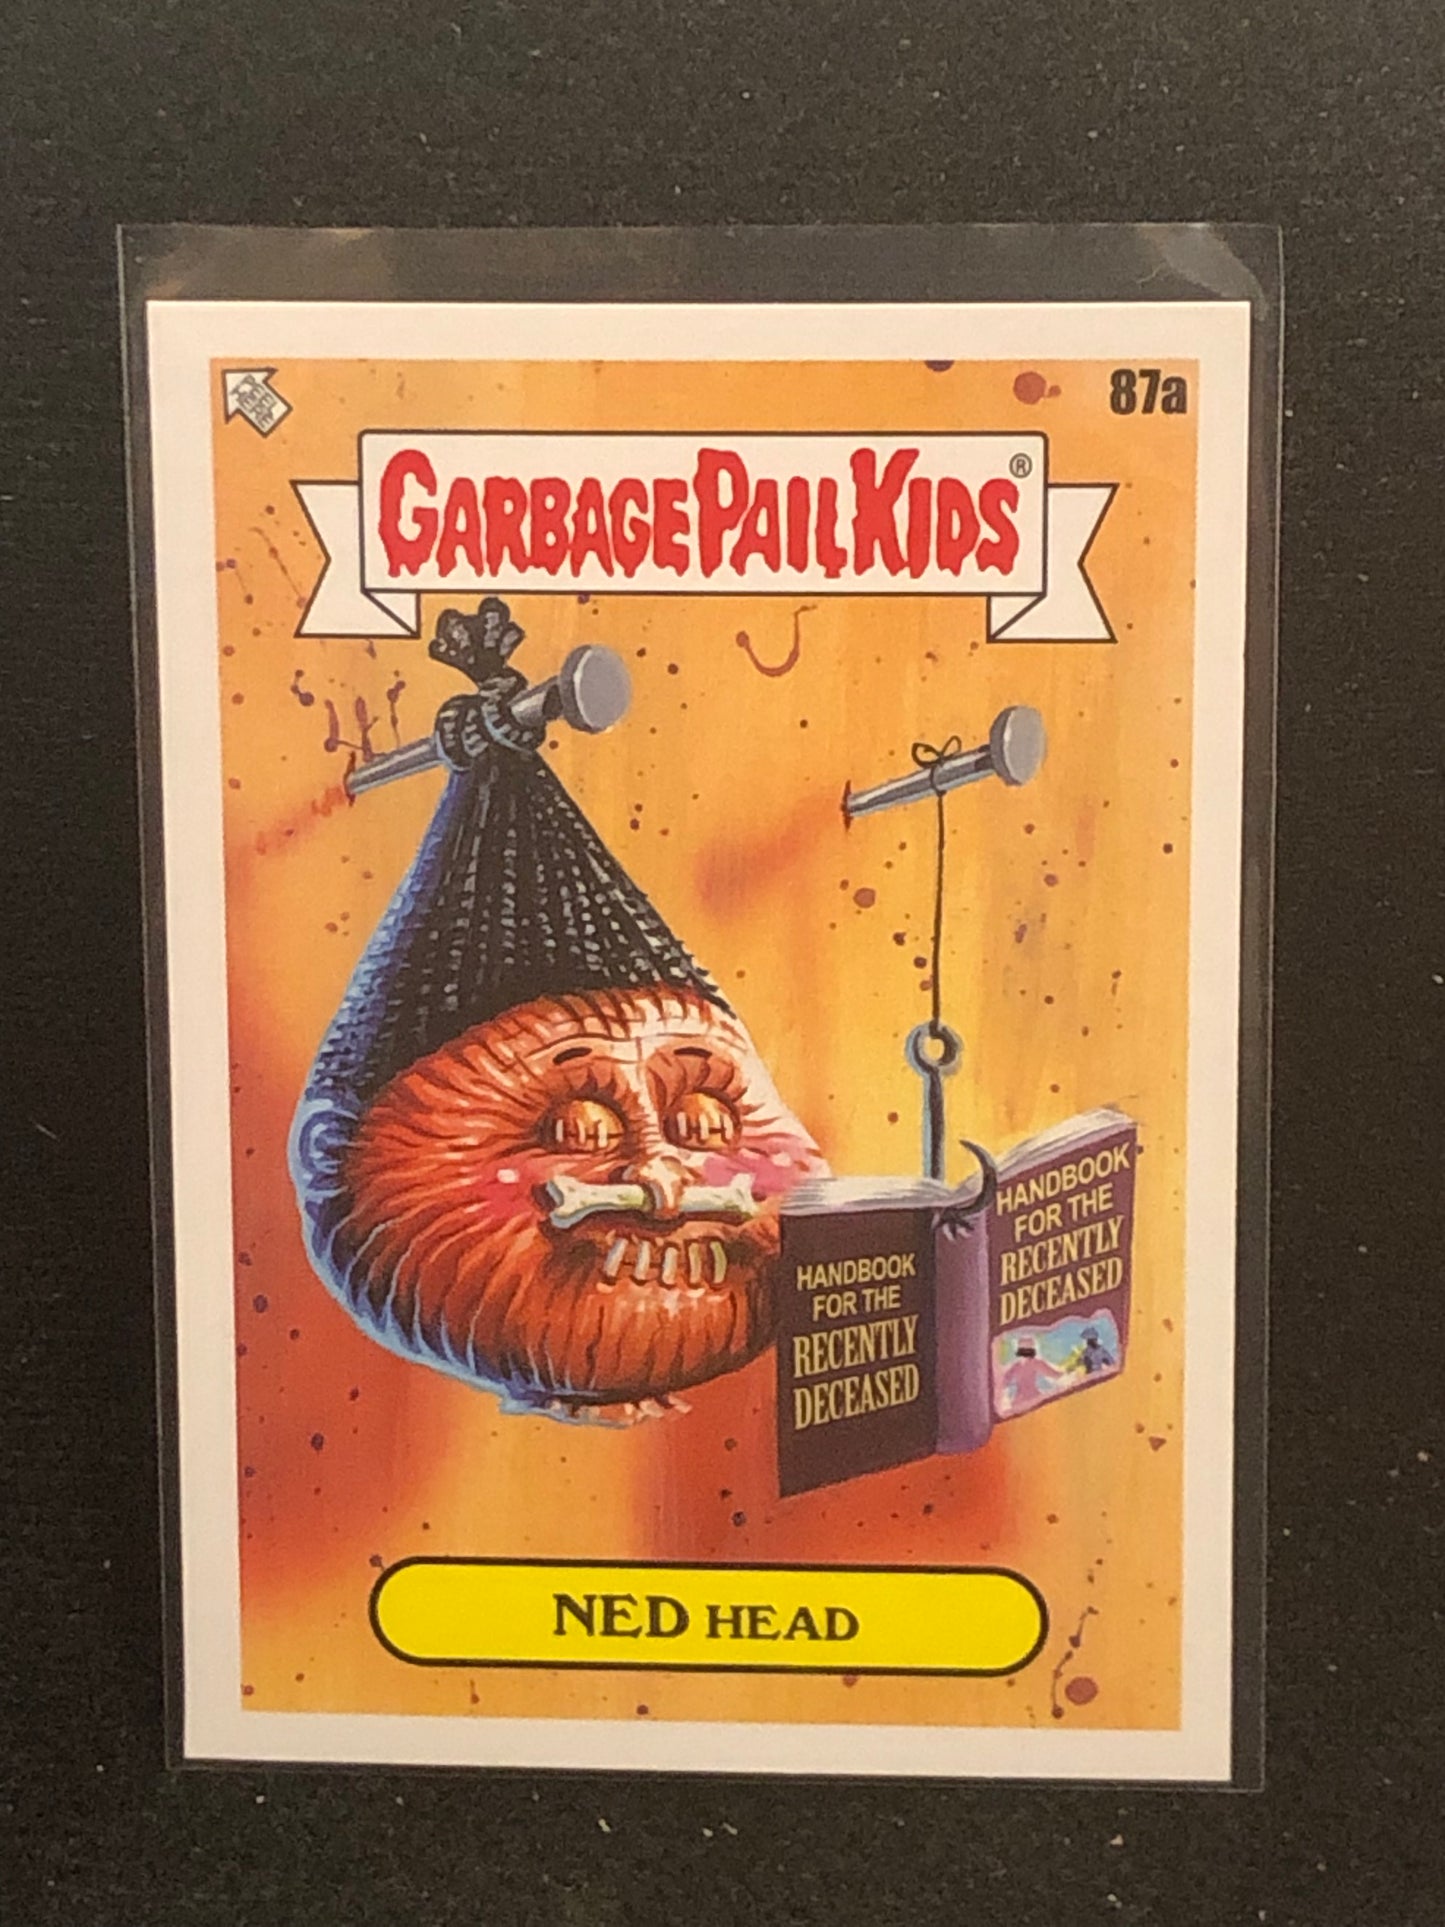 87a
GARBAGE PAIL KIDS®
HANDBOOK
FOR THE
RECENTLY
DECEASED
HANDBOOK
FOR THE
RECENTLY
DECEASED
NED HEAD